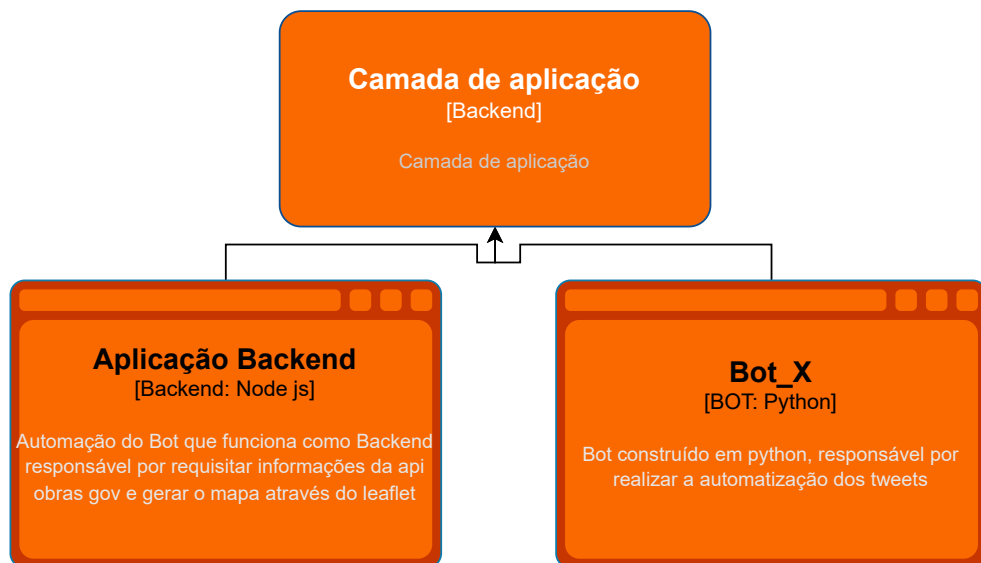 Camada de aplicação
[Backend]
Camada de aplicação
Aplicação Backend
[Backend: Node js]
Automação do Bot que funciona como Backend
responsável por requisitar informações da api
obras gov e gerar o mapa através do leaflet
Bot_X
[BOT: Python]
Bot construído em python, responsável por
realizar a automatização dos tweets